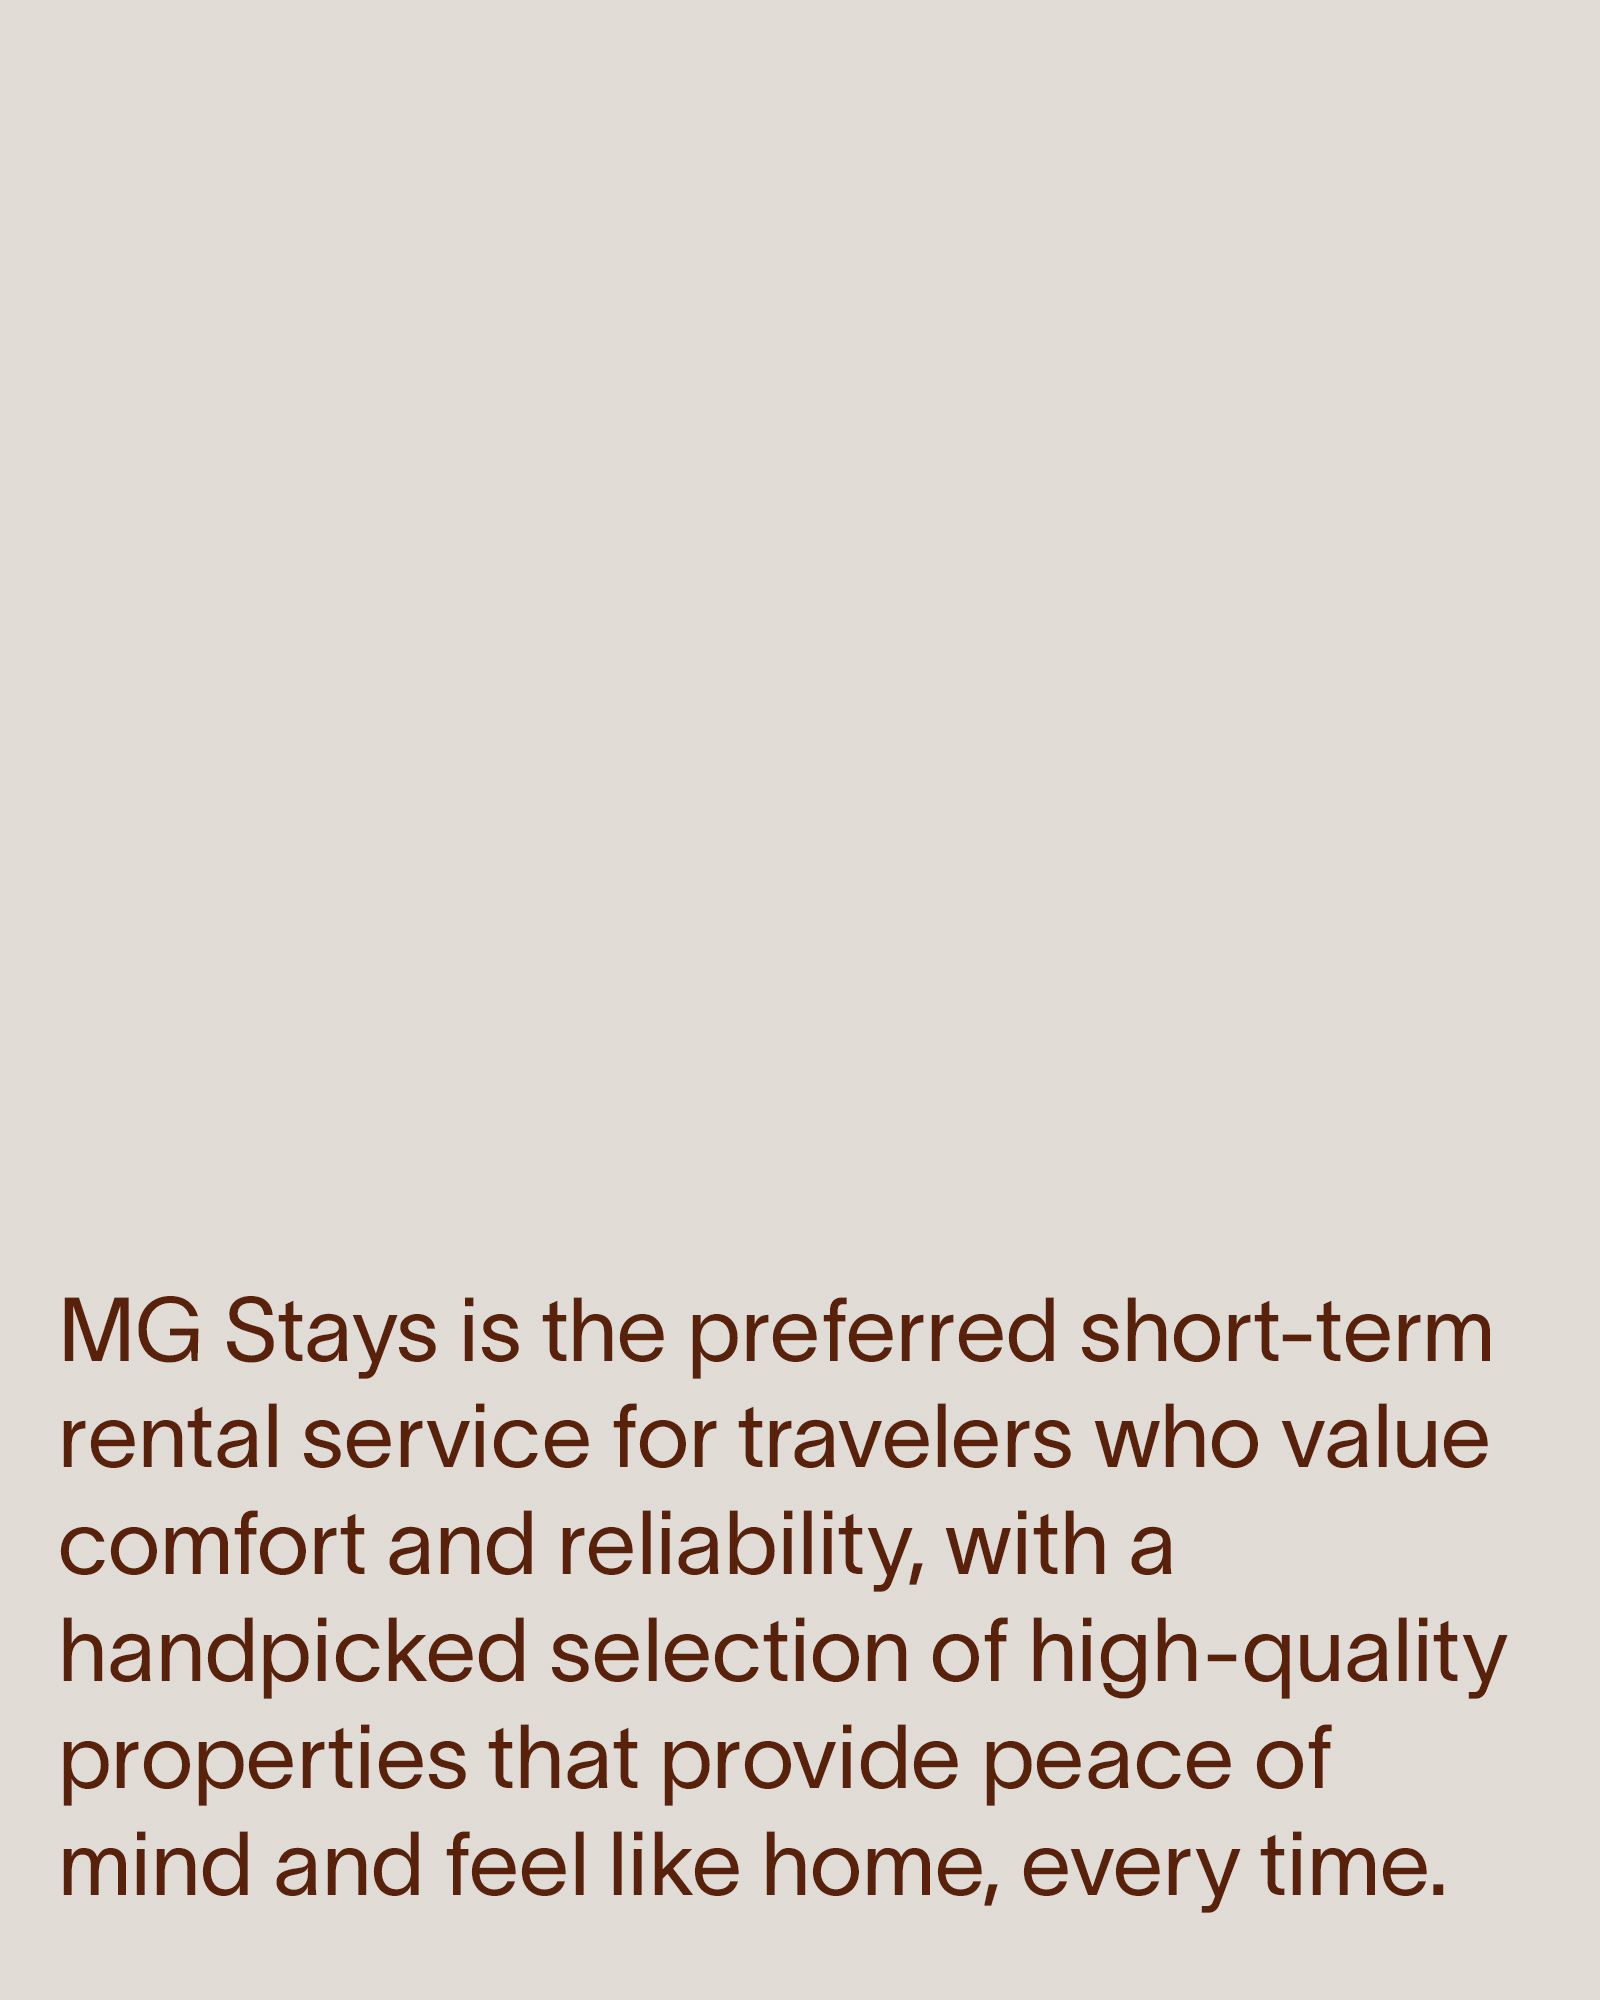 MG Stays is the preferred short-term
rental service for travelers who value
comfort and reliability, with a
handpicked selection of high-quality
properties that provide peace of
mind and feel like home, every time.